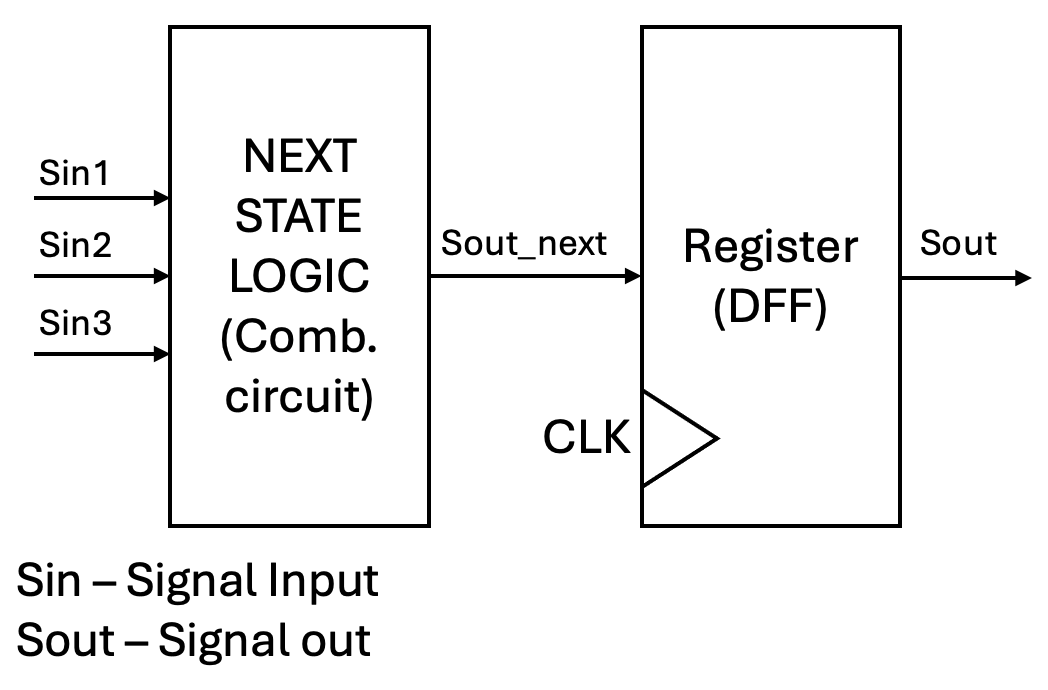 Sin1
Sin2
Sin3
NEXT
STATE
LOGIC
(Comb.
circuit)
Sout_next
Register
(DFF)
CLK
Sout
Sin – Signal Input
Sout – Signal out